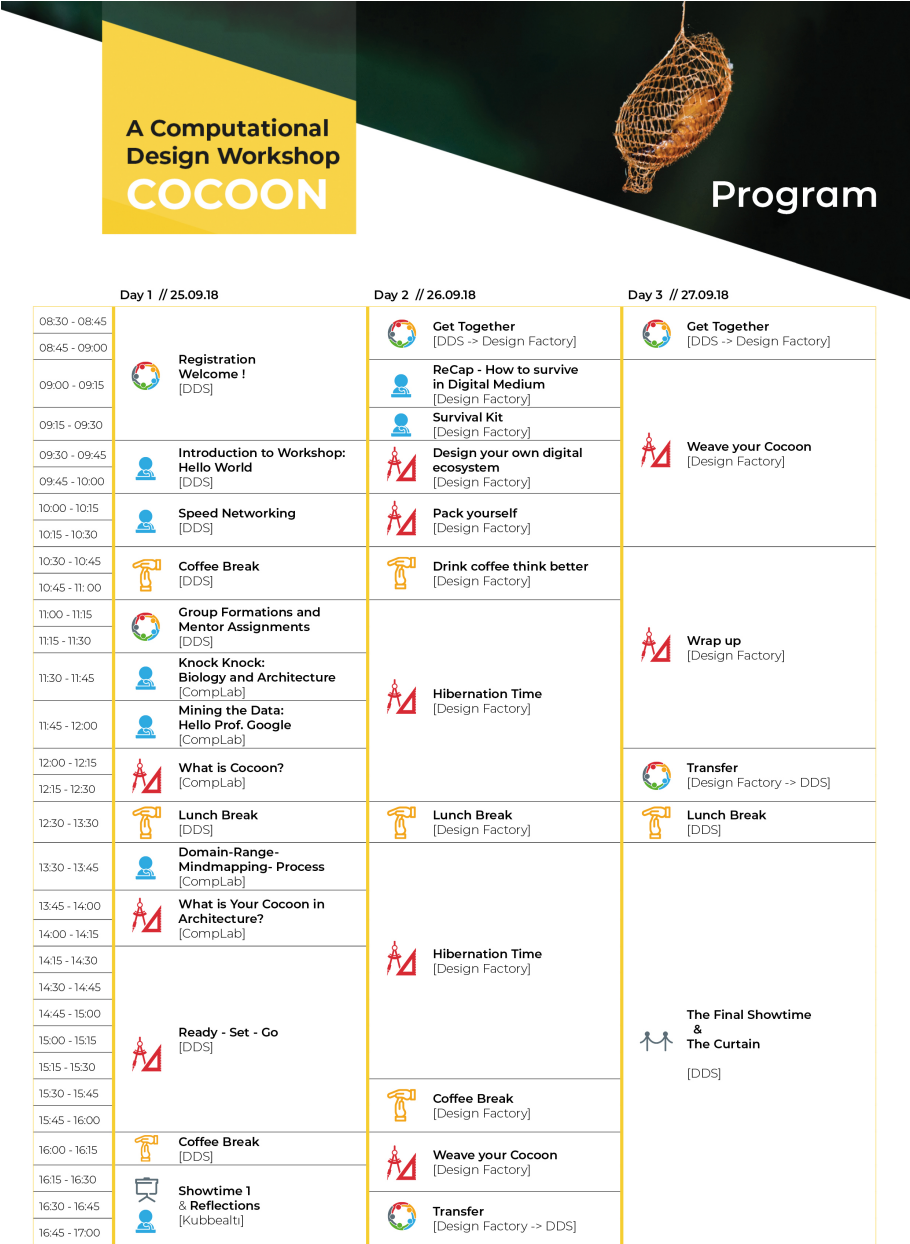 A Computational
Design Workshop
COCOON
Program
Day 1 // 25.09.18
Day 2 // 26.09.18
Day 3 // 27.09.18
08:30 - 08:45
08:45 - 09:00
09:00 - 09:15
09:15 - 09:30
09:30 - 09:45
09:45 - 10:00
10:00 - 10:15
10:15 - 10:30
10:30 - 10:45
10:45 - 11: 00
11:00 - 11:15
11:15 - 11:30
11:30 - 11:45
11:45 - 12:00
12:00 - 12:15
12:15 - 12:30
12:30 - 13:30
13:30 - 13:45
13:45 - 14:00
14:00 - 14:15
14:15 - 14:30
14:30 - 14:45
14:45 - 15:00
15:00 - 15:15
15:15 - 15:30
15:30 - 15:45
15:45 - 16:00
16:00 - 16:15
16:15 - 16:30
16:30 - 16:45
16:45 - 17:00
Registration
Welcome !
[DDS]
Introduction to Workshop:
Hello World
[DDS]
Speed Networking
[DDS]
Coffee Break
[DDS]
Group Formations and
Mentor Assignments
[DDS]
Knock Knock:
Biology and Architecture
[CompLab]
Mining the Data:
Hello Prof. Google
[CompLab]
What is Cocoon?
[CompLab]
Lunch Break
[DDS]
Domain-Range-
Mindmapping- Process
[CompLab]
What is Your Cocoon in
Architecture?
[CompLab]
Ready - Set - Go
[DDS]
Coffee Break
[DDS]
Showtime 1
& Reflections
[Kubbealtı]
Get Together
[DDS -> Design Factory]
ReCap - How to survive
in Digital Medium
[Design Factory]
Survival Kit
[Design Factory]
Design your own digital
ecosystem
[Design Factory]
Pack yourself
[Design Factory]
Drink coffee think better
[Design Factory]
Hibernation Time
[Design Factory]
Lunch Break
[Design Factory]
Hibernation Time
[Design Factory]
Coffee Break
[Design Factory]
Weave your Cocoon
[Design Factory]
Transfer
[Design Factory -> DDS]
Get Together
[DDS -> Design Factory]
Weave your Cocoon
[Design Factory]
Wrap up
[Design Factory]
Transfer
[Design Factory -> DDS]
Lunch Break
[DDS]
The Final Showtime
&
The Curtain
[DDS]